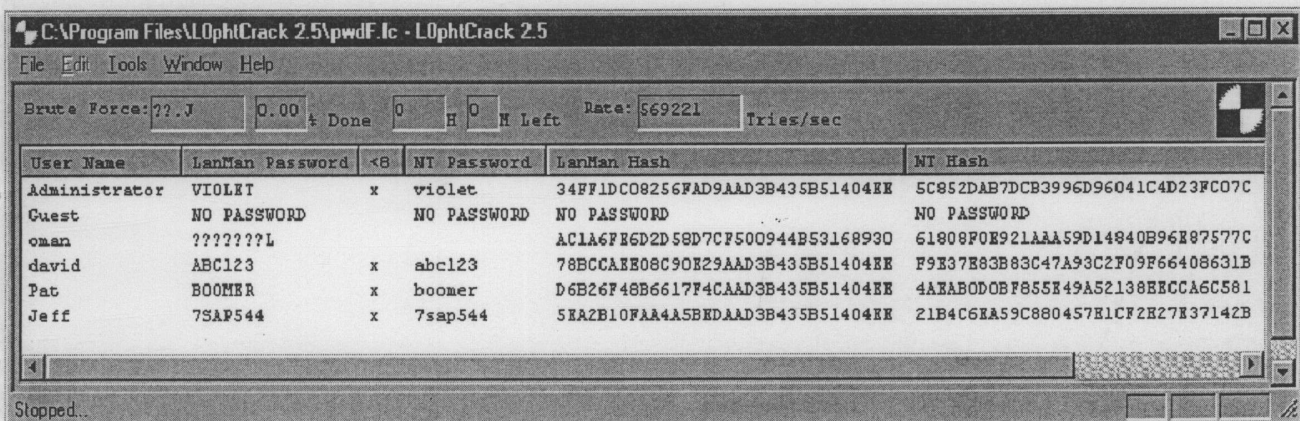 C:\Program Files\L0phtCrack 2.5\pwdF.lc - L0phtCrack 2.5
File Edit Tools Window Help
Brute Force: ??.J 0.00 % Done 0 H 0 M Left Rate: 569221 Tries/sec
User Name LanMan Password <8 NT Password LanMan Hash NT Hash
Administrator VIOLET x violet 34FF1DC08256FAD9AAD3B435B51404EE 5C852DAB7DCB3996D96041C4D23FC07C
Guest NO PASSWORD NO PASSWORD NO PASSWORD NO PASSWORD
oman ???????L AC1A6FE6D2D58D7CF500944B53168930 61808F0E921AAA59D14840B96E87577C
david ABC123 x abc123 78BCCAEE08C90E29AAD3B435B51404EE F9E37E83B83C47A93C2F09F66408631B
Pat BOOMER x boomer D6B26F48B6617F4CAAD3B435B51404EE 4AEAB0D0BF855E49A52138EECCA6C581
Jeff 7SAP544 x 7sap544 5EA2B10FAA4A5BEDAAD3B435B51404EE 21B4C6EA59C880457E1CF2E27E37142B
Stopped...